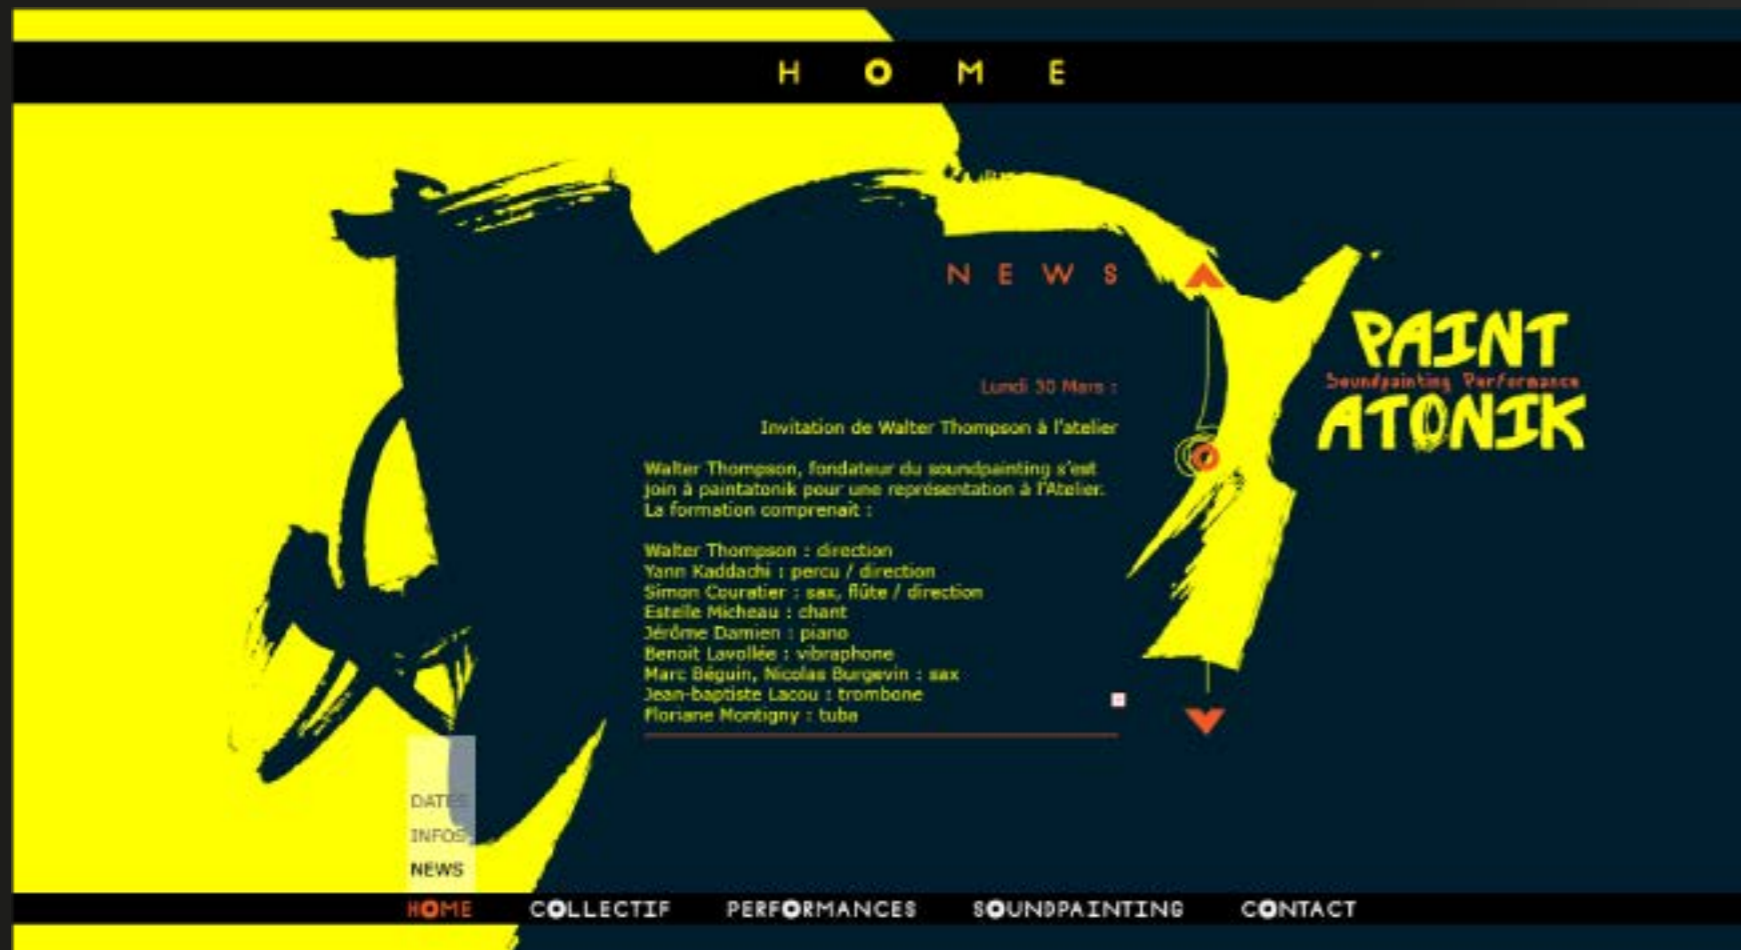 HOME
NEWS
PAINT
Soundpainting Performance
ATONIK
Lundi 30 Mars :
Invitation de Walter Thompson à l'atelier
Walter Thompson, fondateur du soundpainting s'est
join à paintatonik pour une représentation à l'Atelier.
La formation comprenait :
Walter Thompson : direction
Yann Kaddachi : percu / direction
Simon Couratier : sax, flûte / direction
Estelle Micheau : chant
Jérôme Damien : piano
Benoit Lavollée : vibraphone
Marc Béguin, Nicolas Burgevin : sax
Jean-baptiste Lacou : trombone
Floriane Montigny : tuba
DATES
INFOS
NEWS
HOME COLLECTIF PERFORMANCES SOUNDPAINTING CONTACT